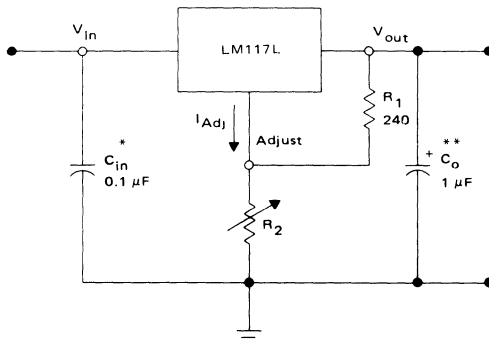 Vin
LM117L
Vout
R1
240
IAdj
Adjust
*
Cin
0.1 μF
R2
**
+ Co
1 μF